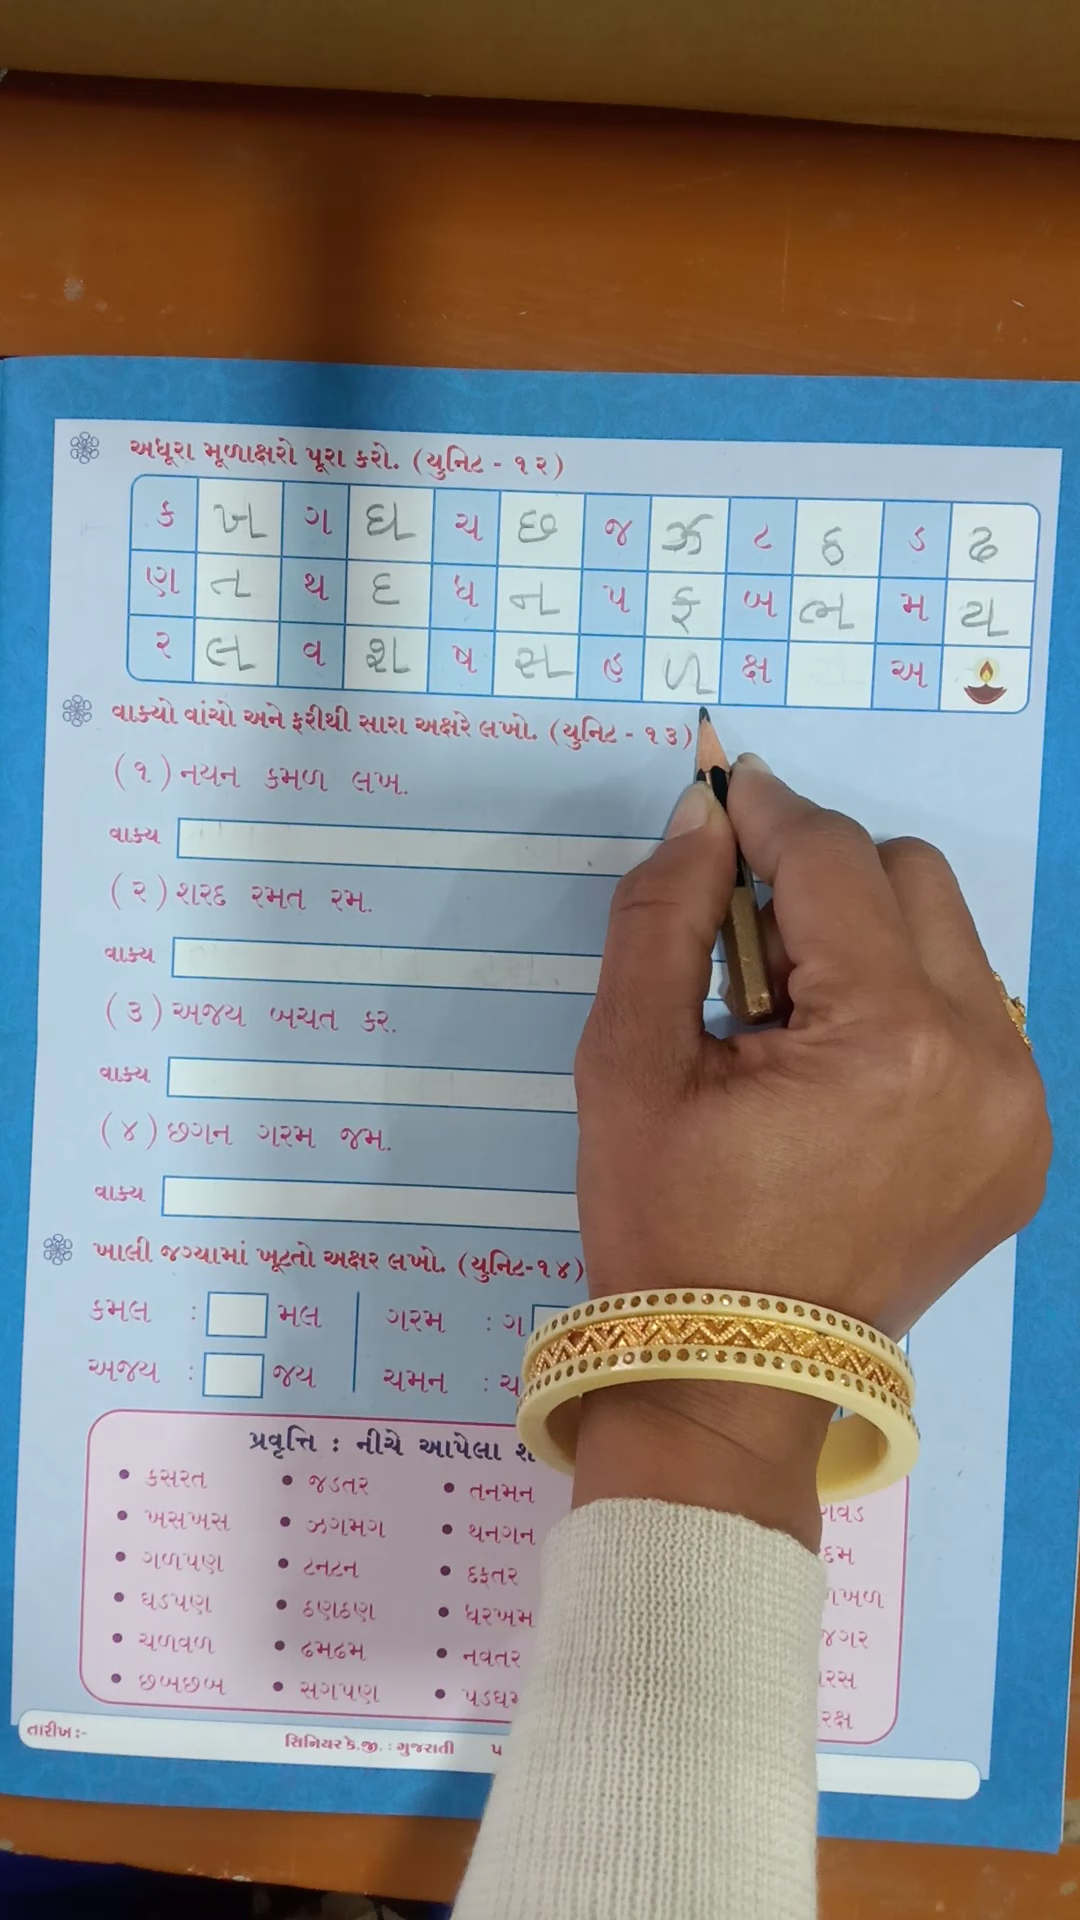 અધૂરા મૂળાક્ષરો પૂરા કરો. (યુનિટ - ૧૨)
ક ખ ગ ઘ ચ છ જ ઝ ટ ઠ ડ ઢ
ણ ત થ દ ધ ન પ ફ બ ભ મ ય
ર લ વ શ ષ સ હ ળ ક્ષ અ
વાક્યો વાંચો અને ફરીથી સારા અક્ષરે લખો. (યુનિટ - ૧૩)
(૧) નયન કમળ લખ.
વાક્ય
(૨) શરદ રમત રમ.
વાક્ય
(૩) અજય બચત કર.
વાક્ય
(૪) છગન ગરમ જમ.
વાક્ય
ખાલી જગ્યામાં ખૂટતો અક્ષર લખો. (યુનિટ-૧૪)
કમલ : મલ ગરમ : ગ
અજય : જય ચમન : ચ
પ્રવૃત્તિ : નીચે આપેલા
• કસરત • જડતર • તનમન
• ખસખસ • ઝગમગ • થનગન
• ગળપણ • ટનટન • દફતર
• ઘડપણ • ઠણઠણ • ધરખમ
• ચળવળ • ઢમઢમ • નવતર
• છબછબ • સગપણ
તારીખ:- સિનિયર કે.જી. : ગુજરાતી ૫